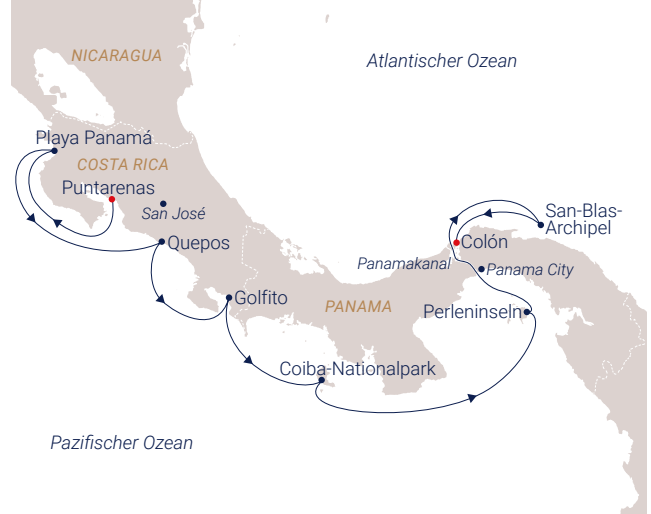 NICARAGUA
Atlantischer Ozean
Playa Panamá
COSTA RICA
Puntarenas
San José
San-Blas-
Archipel
Quepos
Colón
Panamakanal
Panama City
Golfito
PANAMA
Perleninseln
Coiba-Nationalpark
Pazifischer Ozean